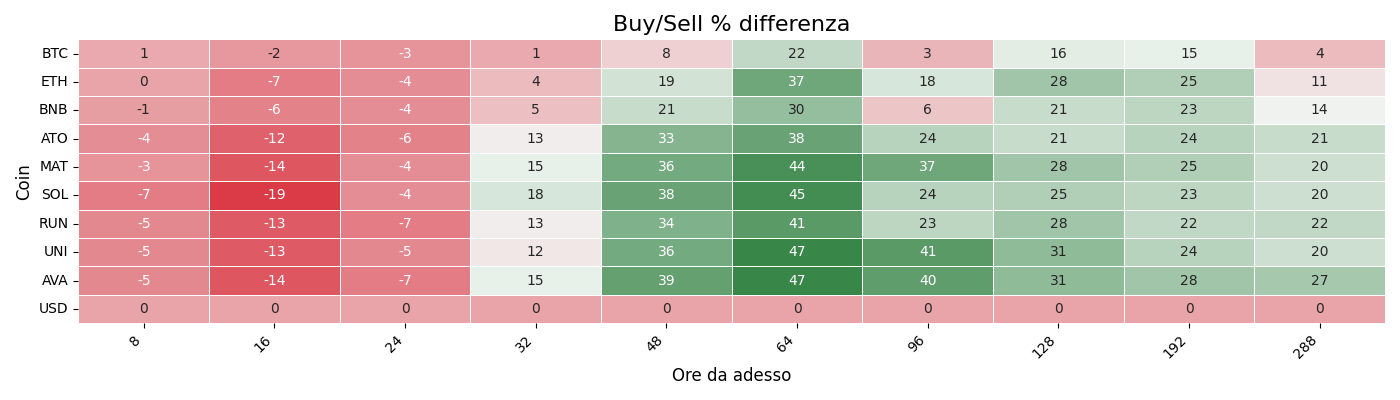 Buy/Sell % differenza
Coin
BTC 1 -2 -3 1 8 22 3 16 15 4
ETH 0 -7 -4 4 19 37 18 28 25 11
BNB -1 -6 -4 5 21 30 6 21 23 14
ATO -4 -12 -6 13 33 38 24 21 24 21
MAT -3 -14 -4 15 36 44 37 28 25 20
SOL -7 -19 -4 18 38 45 24 25 23 20
RUN -5 -13 -7 13 34 41 23 28 22 22
UNI -5 -13 -5 12 36 47 41 31 24 20
AVA -5 -14 -7 15 39 47 40 31 28 27
USD 0 0 0 0 0 0 0 0 0 0
8 16 24 32 48 64 96 128 192 288
Ore da adesso